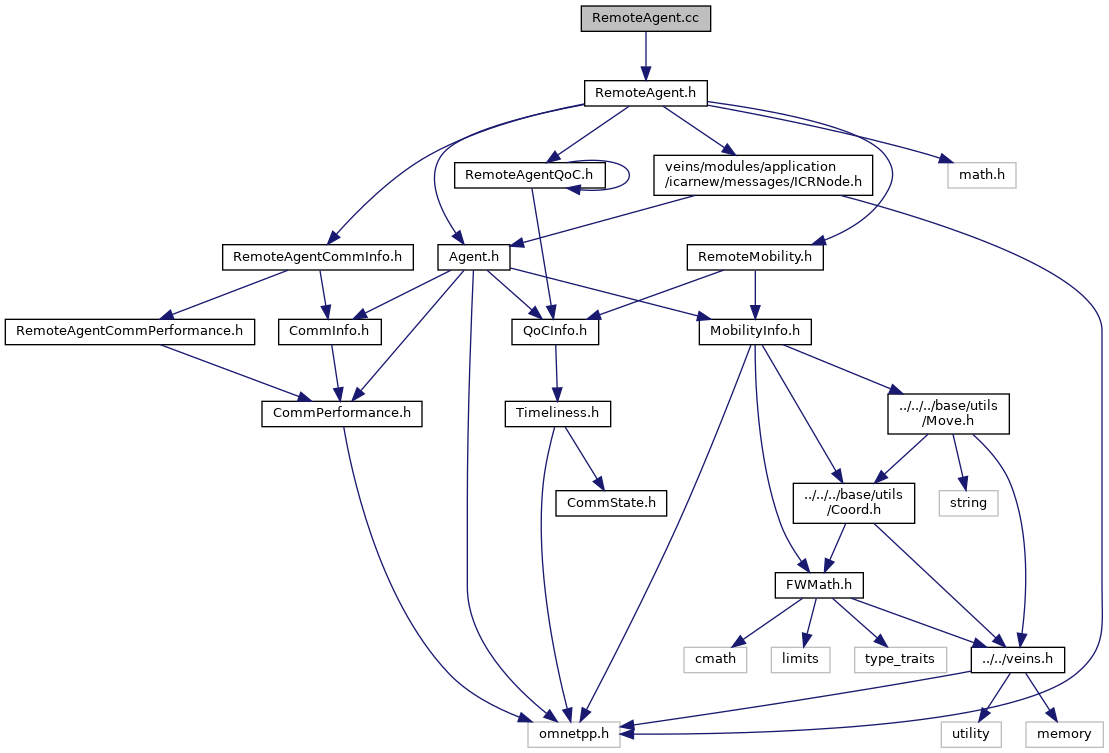 RemoteAgent.cc
RemoteAgent.h
RemoteAgentQoC.h
veins/modules/application
/icarnew/messages/ICRNode.h
math.h
RemoteAgentCommInfo.h
Agent.h
RemoteMobility.h
RemoteAgentCommPerformance.h
CommInfo.h
QoCInfo.h
MobilityInfo.h
CommPerformance.h
Timeliness.h
../../../base/utils
/Move.h
CommState.h
../../../base/utils
/Coord.h
string
FWMath.h
cmath
limits
type_traits
../../veins.h
omnetpp.h
utility
memory